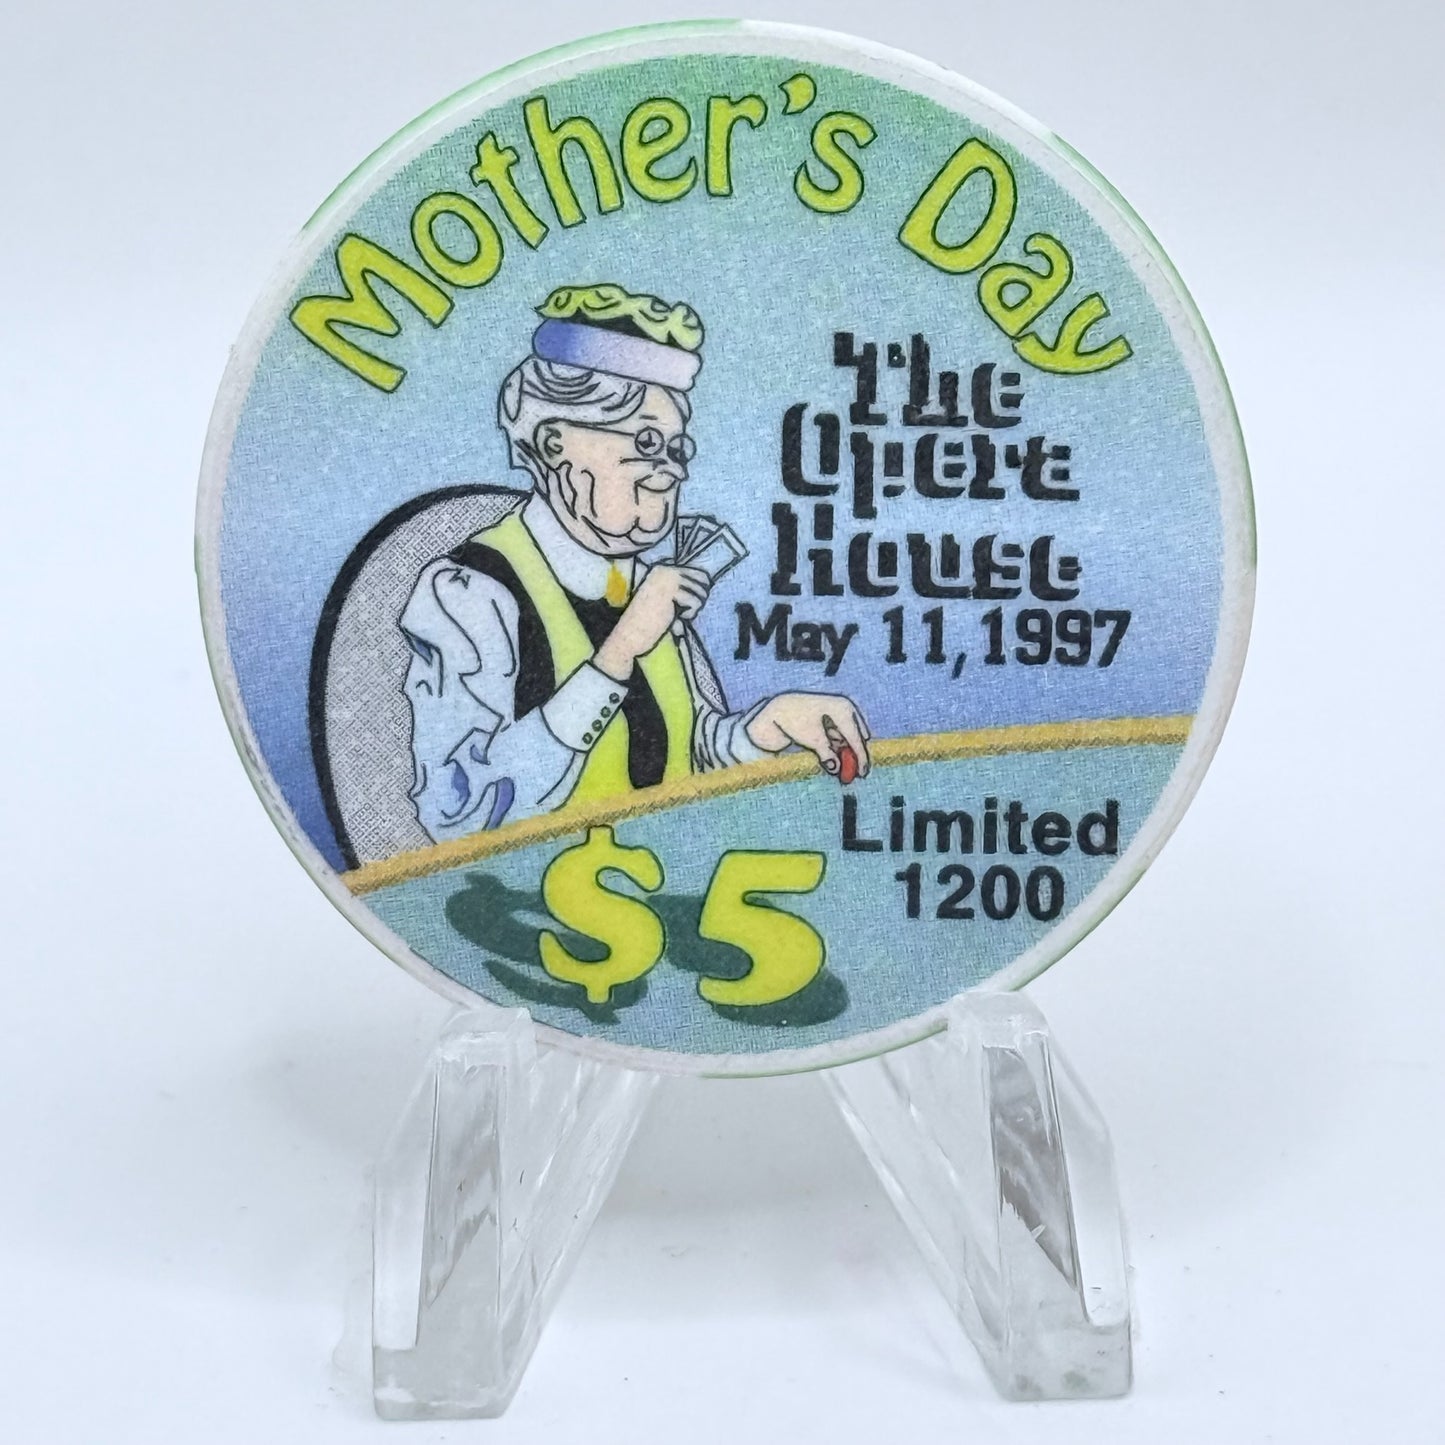 Mother's Day
The
Opera
House
May 11, 1997
Limited
1200
$5